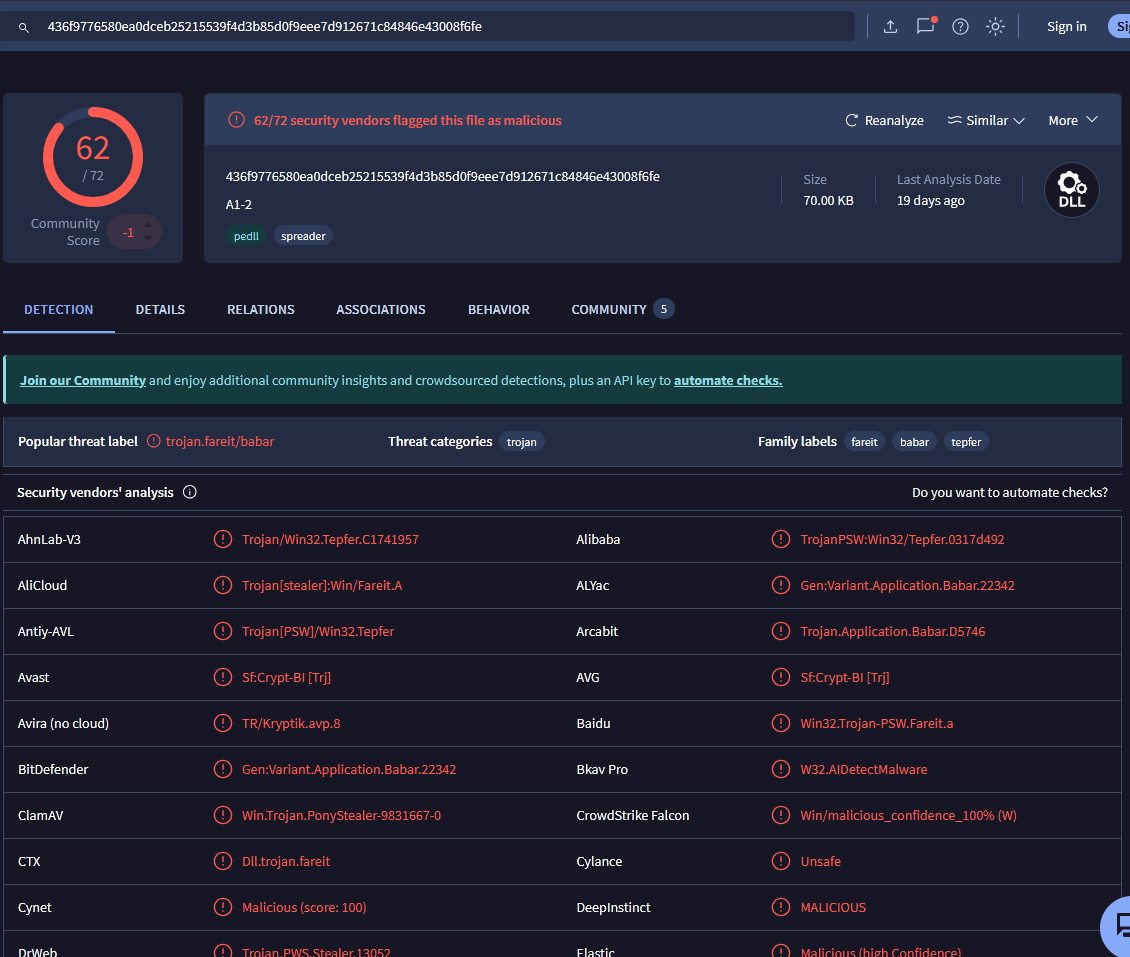 436f9776580ea0dceb25215539f4d3b85d0f9eee7d912671c84846e43008f6fe
Sign in
62
/ 72
Community Score
-1
62/72 security vendors flagged this file as malicious
Reanalyze
Similar
More
436f9776580ea0dceb25215539f4d3b85d0f9eee7d912671c84846e43008f6fe
A1-2
pedll
spreader
Size
70.00 KB
Last Analysis Date
19 days ago
DLL
DETECTION
DETAILS
RELATIONS
ASSOCIATIONS
BEHAVIOR
COMMUNITY 5
Join our Community and enjoy additional community insights and crowdsourced detections, plus an API key to automate checks.
Popular threat label trojan.fareit/babar
Threat categories trojan
Family labels fareit babar tepfer
Security vendors' analysis
Do you want to automate checks?
AhnLab-V3 Trojan/Win32.Tepfer.C1741957
Alibaba TrojanPSW:Win32/Tepfer.0317d492
AliCloud Trojan[stealer]:Win/Fareit.A
ALYac Gen:Variant.Application.Babar.22342
Antiy-AVL Trojan[PSW]/Win32.Tepfer
Arcabit Trojan.Application.Babar.D5746
Avast Sf:Crypt-BI [Trj]
AVG Sf:Crypt-BI [Trj]
Avira (no cloud) TR/Kryptik.avp.8
Baidu Win32.Trojan-PSW.Fareit.a
BitDefender Gen:Variant.Application.Babar.22342
Bkav Pro W32.AIDetectMalware
ClamAV Win.Trojan.PonyStealer-9831667-0
CrowdStrike Falcon Win/malicious_confidence_100% (W)
CTX Dll.trojan.fareit
Cylance Unsafe
Cynet Malicious (score: 100)
DeepInstinct MALICIOUS
DrWeb Trojan.PWS.Stealer.13052
Elastic Malicious (high Confidence)